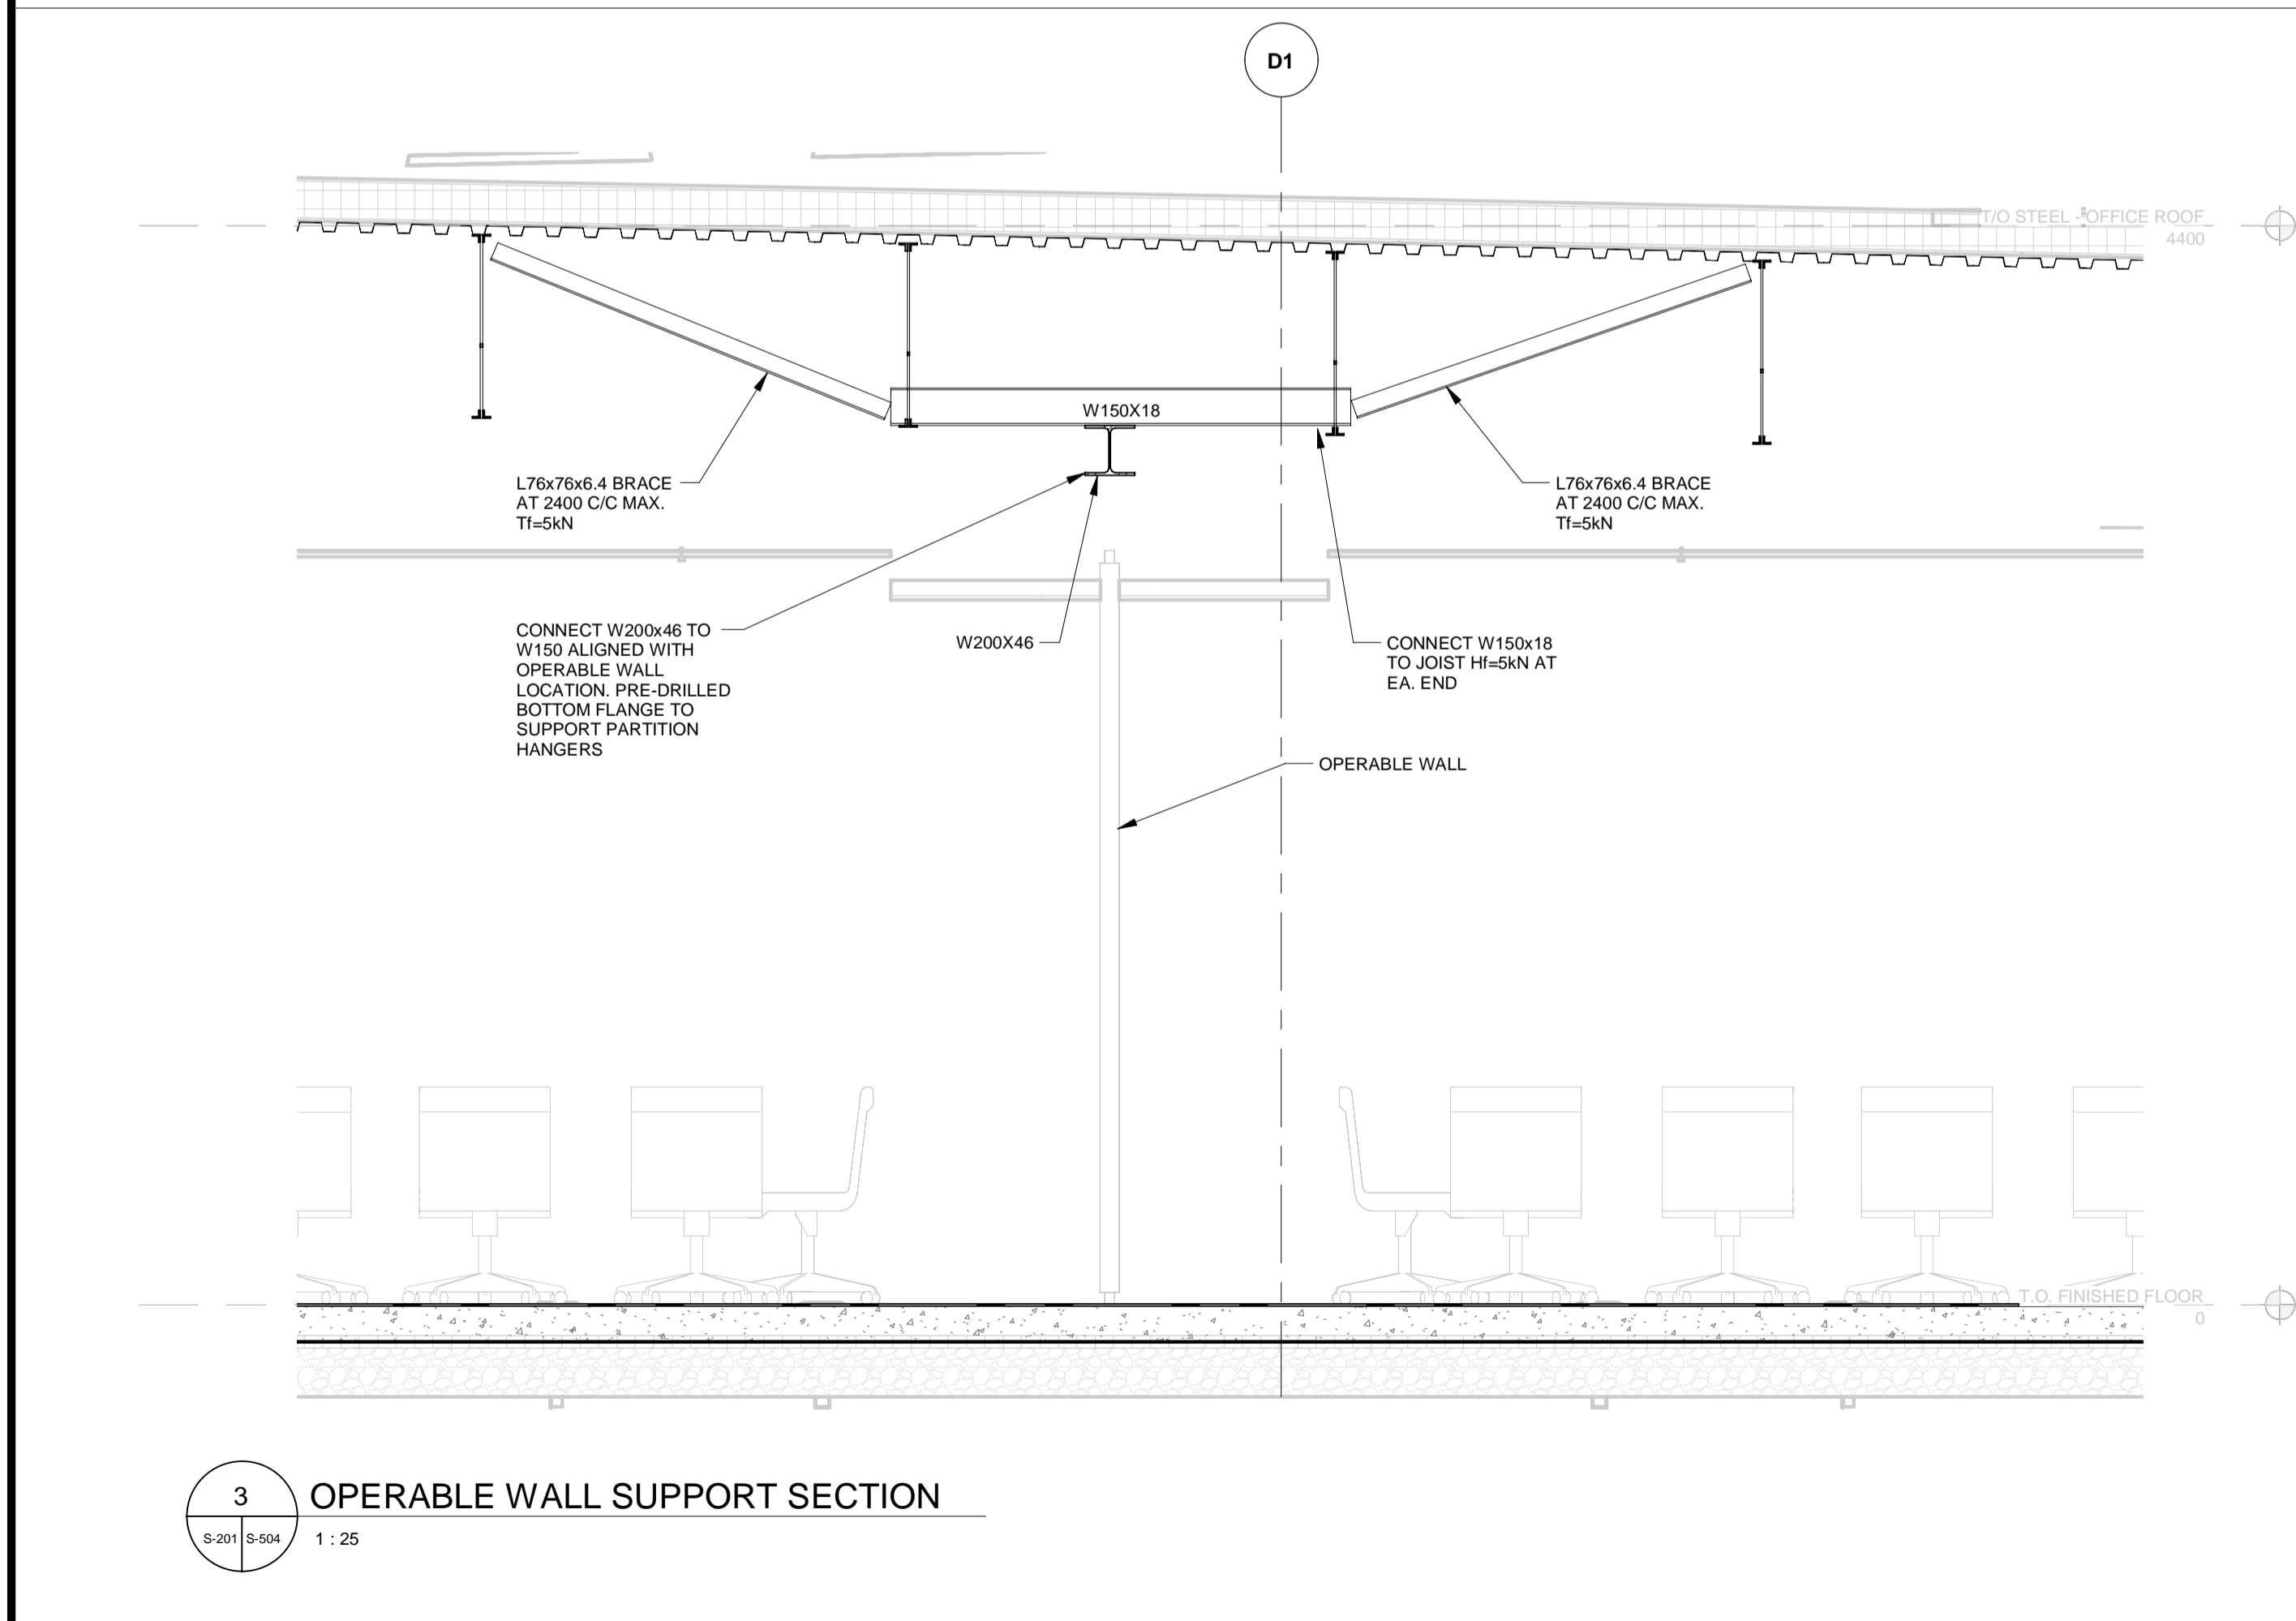 D1
T/O STEEL - OFFICE ROOF
4400
W150X18
L76x76x6.4 BRACE
AT 2400 C/C MAX.
Tf=5kN
L76x76x6.4 BRACE
AT 2400 C/C MAX.
Tf=5kN
CONNECT W200x46 TO
W150 ALIGNED WITH
OPERABLE WALL
LOCATION. PRE-DRILLED
BOTTOM FLANGE TO
SUPPORT PARTITION
HANGERS
W200X46
CONNECT W150x18
TO JOIST Hf=5kN AT
EA. END
OPERABLE WALL
T.O. FINISHED FLOOR
0
3
OPERABLE WALL SUPPORT SECTION
S-201
S-504
1 : 25